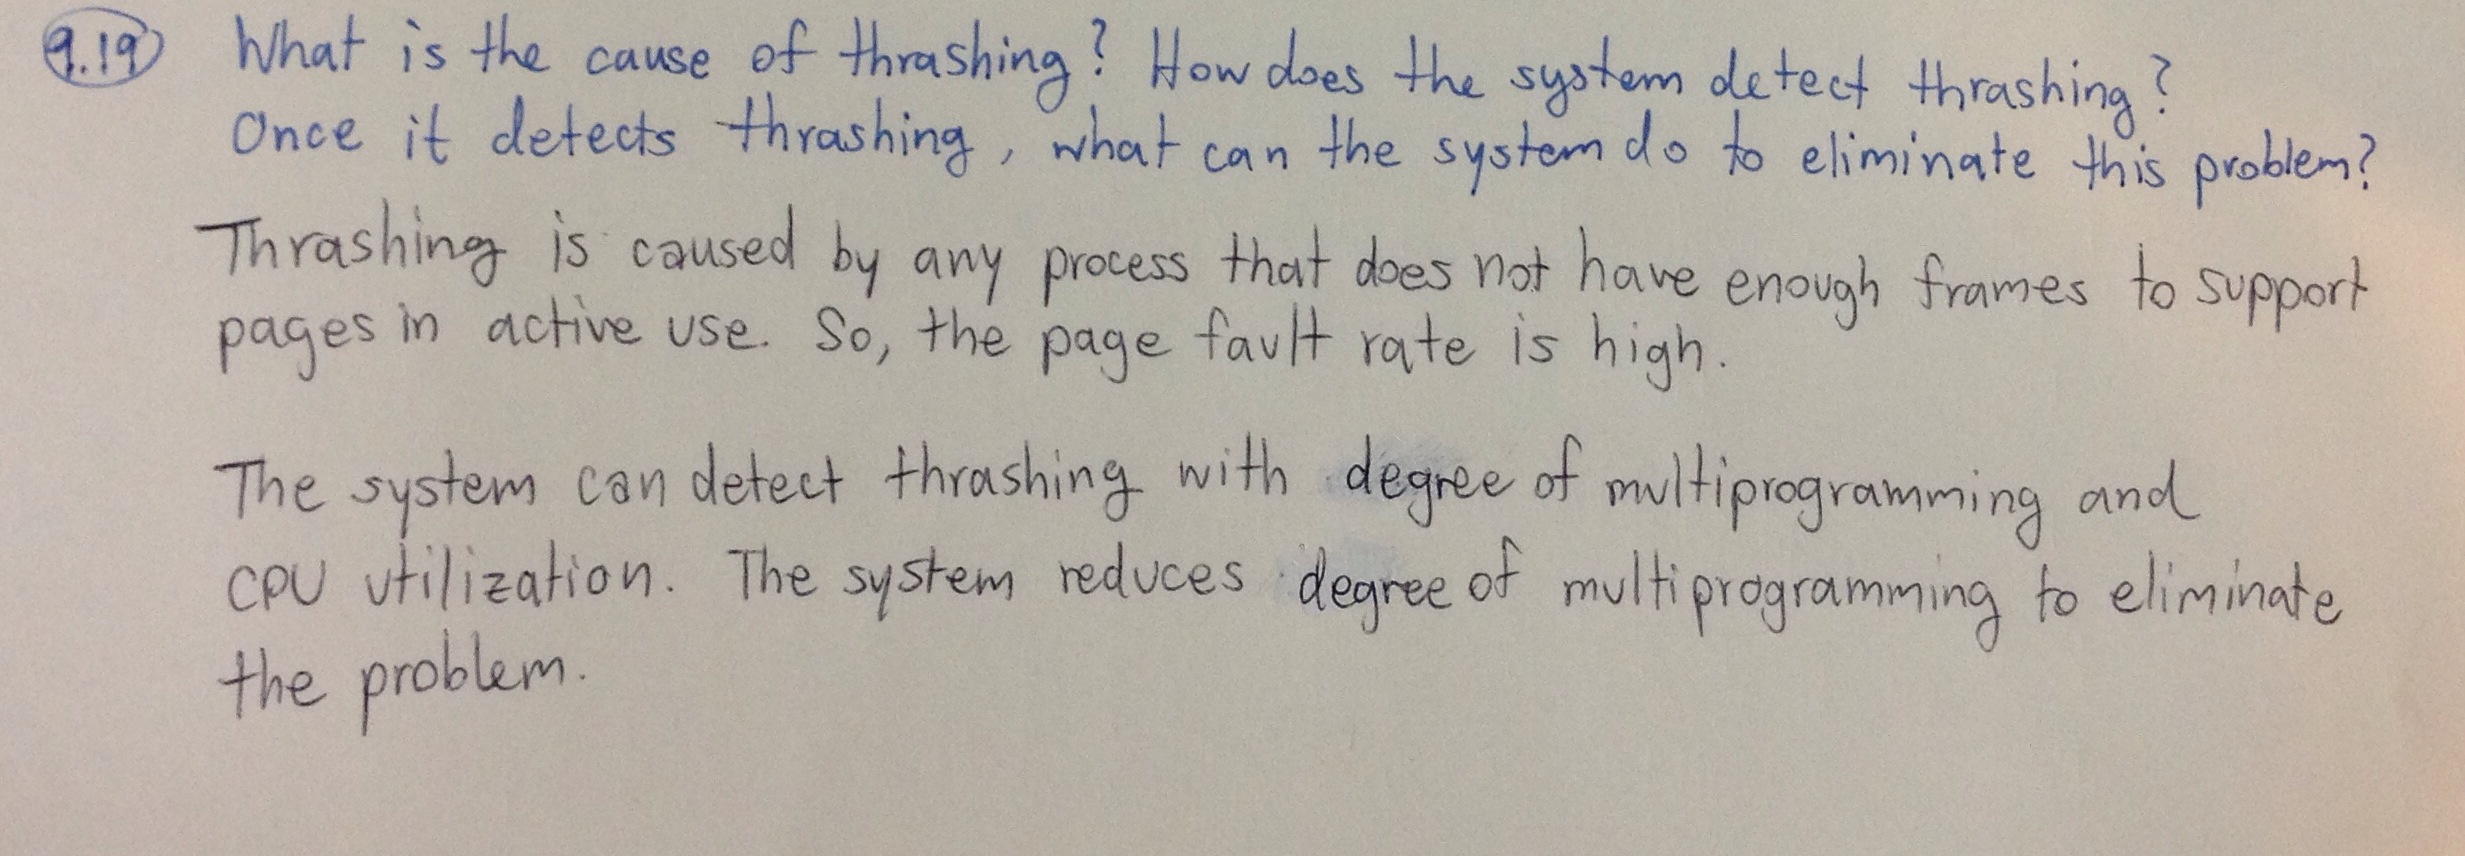 9.19 What is the cause of thrashing? How does the system detect thrashing?
Once it detects thrashing, what can the system do to eliminate this problem?
Thrashing is caused by any process that does not have enough frames to support
pages in active use. So, the page fault rate is high.
The system can detect thrashing with degree of multiprogramming and
CPU utilization. The system reduces degree of multiprogramming to eliminate
the problem.